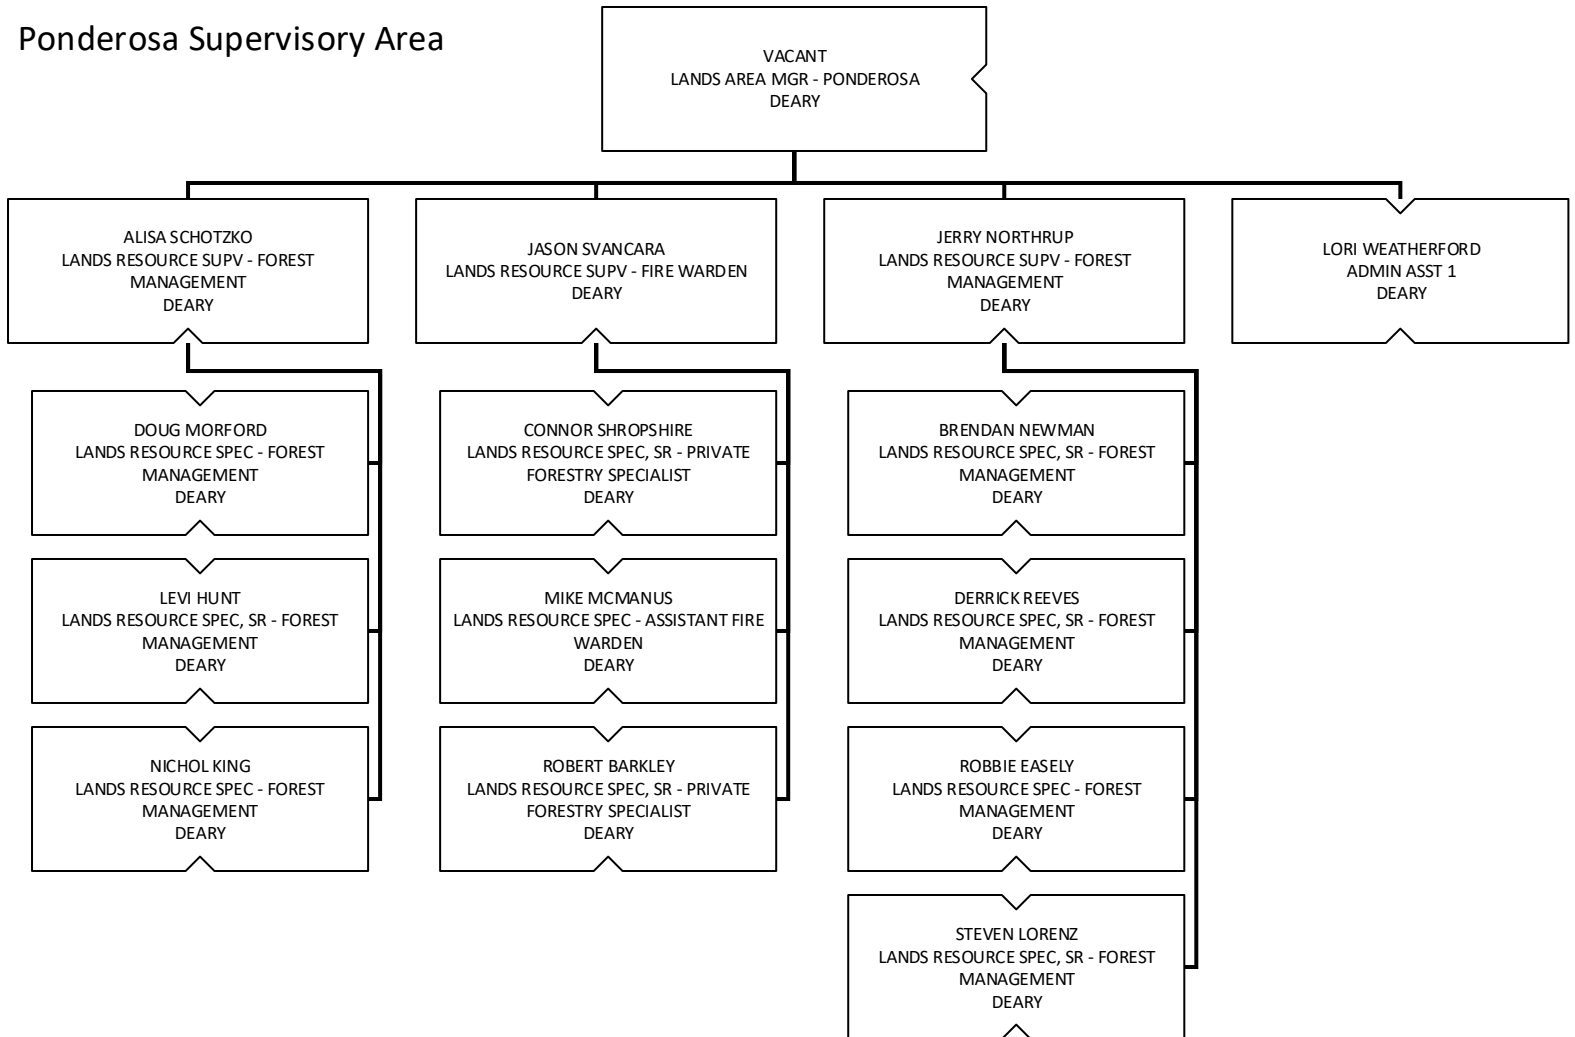 Ponderosa Supervisory Area
VACANT
LANDS AREA MGR - PONDEROSA
DEARY
ALISA SCHOTZKO
LANDS RESOURCE SUPV - FOREST
MANAGEMENT
DEARY
JASON SVANCARA
LANDS RESOURCE SUPV - FIRE WARDEN
DEARY
JERRY NORTHRUP
LANDS RESOURCE SUPV - FOREST
MANAGEMENT
DEARY
LORI WEATHERFORD
ADMIN ASST 1
DEARY
DOUG MORFORD
LANDS RESOURCE SPEC - FOREST
MANAGEMENT
DEARY
LEVI HUNT
LANDS RESOURCE SPEC, SR - FOREST
MANAGEMENT
DEARY
NICHOL KING
LANDS RESOURCE SPEC - FOREST
MANAGEMENT
DEARY
CONNOR SHROPSHIRE
LANDS RESOURCE SPEC, SR - PRIVATE
FORESTRY SPECIALIST
DEARY
MIKE MCMANUS
LANDS RESOURCE SPEC - ASSISTANT FIRE
WARDEN
DEARY
ROBERT BARKLEY
LANDS RESOURCE SPEC, SR - PRIVATE
FORESTRY SPECIALIST
DEARY
BRENDAN NEWMAN
LANDS RESOURCE SPEC, SR - FOREST
MANAGEMENT
DEARY
DERRICK REEVES
LANDS RESOURCE SPEC, SR - FOREST
MANAGEMENT
DEARY
ROBBIE EASELY
LANDS RESOURCE SPEC - FOREST
MANAGEMENT
DEARY
STEVEN LORENZ
LANDS RESOURCE SPEC, SR - FOREST
MANAGEMENT
DEARY